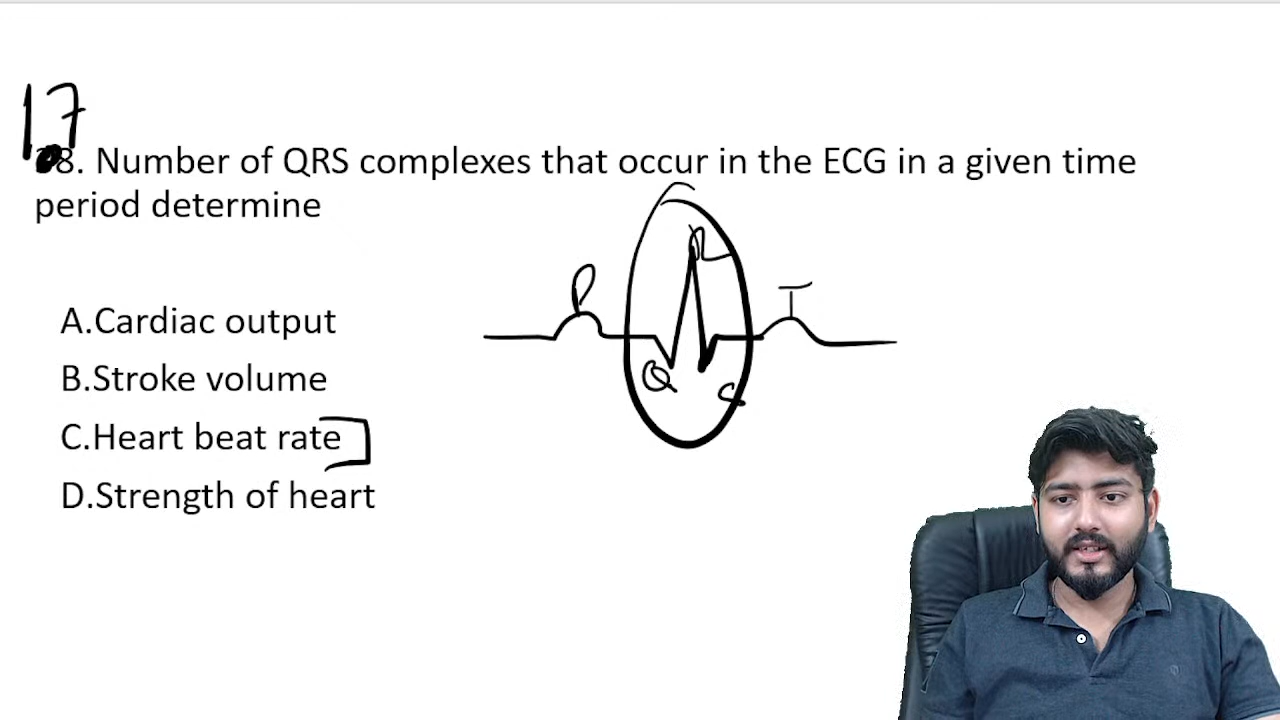 17
8. Number of QRS complexes that occur in the ECG in a given time
period determine
A.Cardiac output
B.Stroke volume
C.Heart beat rate
D.Strength of heart
P
R
T
Q
S